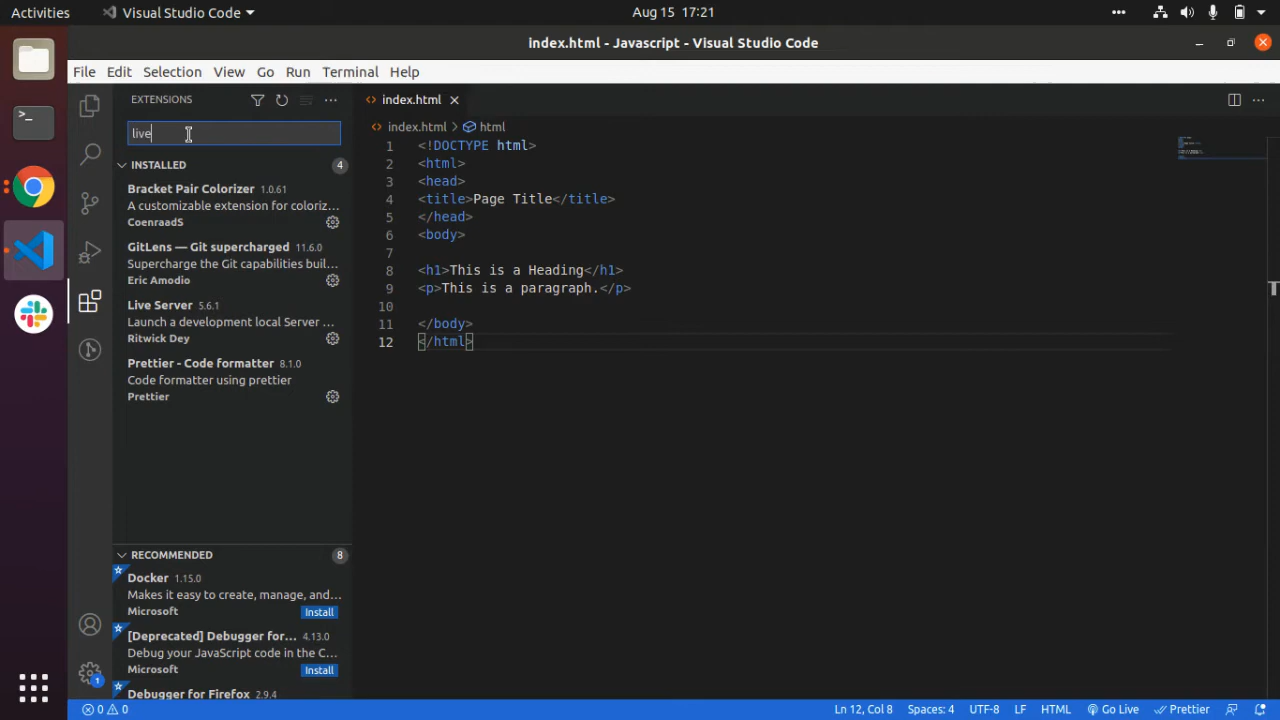 Activities Visual Studio Code Aug 15 17:21
index.html - Javascript - Visual Studio Code
File Edit Selection View Go Run Terminal Help
EXTENSIONS
live
INSTALLED 4
Bracket Pair Colorizer 1.0.61
A customizable extension for coloriz...
CoenraadS
GitLens — Git supercharged 11.6.0
Supercharge the Git capabilities buil...
Eric Amodio
Live Server 5.6.1
Launch a development local Server ...
Ritwick Dey
Prettier - Code formatter 8.1.0
Code formatter using prettier
Prettier
RECOMMENDED 8
Docker 1.15.0
Makes it easy to create, manage, and...
Microsoft Install
[Deprecated] Debugger for... 4.13.0
Debug your JavaScript code in the C...
Microsoft Install
Debugger for Firefox 2.9.4
1
index.html
index.html > html
1 <!DOCTYPE html>
2 <html>
3 <head>
4 <title>Page Title</title>
5 </head>
6 <body>
7
8 <h1>This is a Heading</h1>
9 <p>This is a paragraph.</p>
10
11 </body>
12 </html>
0 0 Ln 12, Col 8 Spaces: 4 UTF-8 LF HTML Go Live Prettier